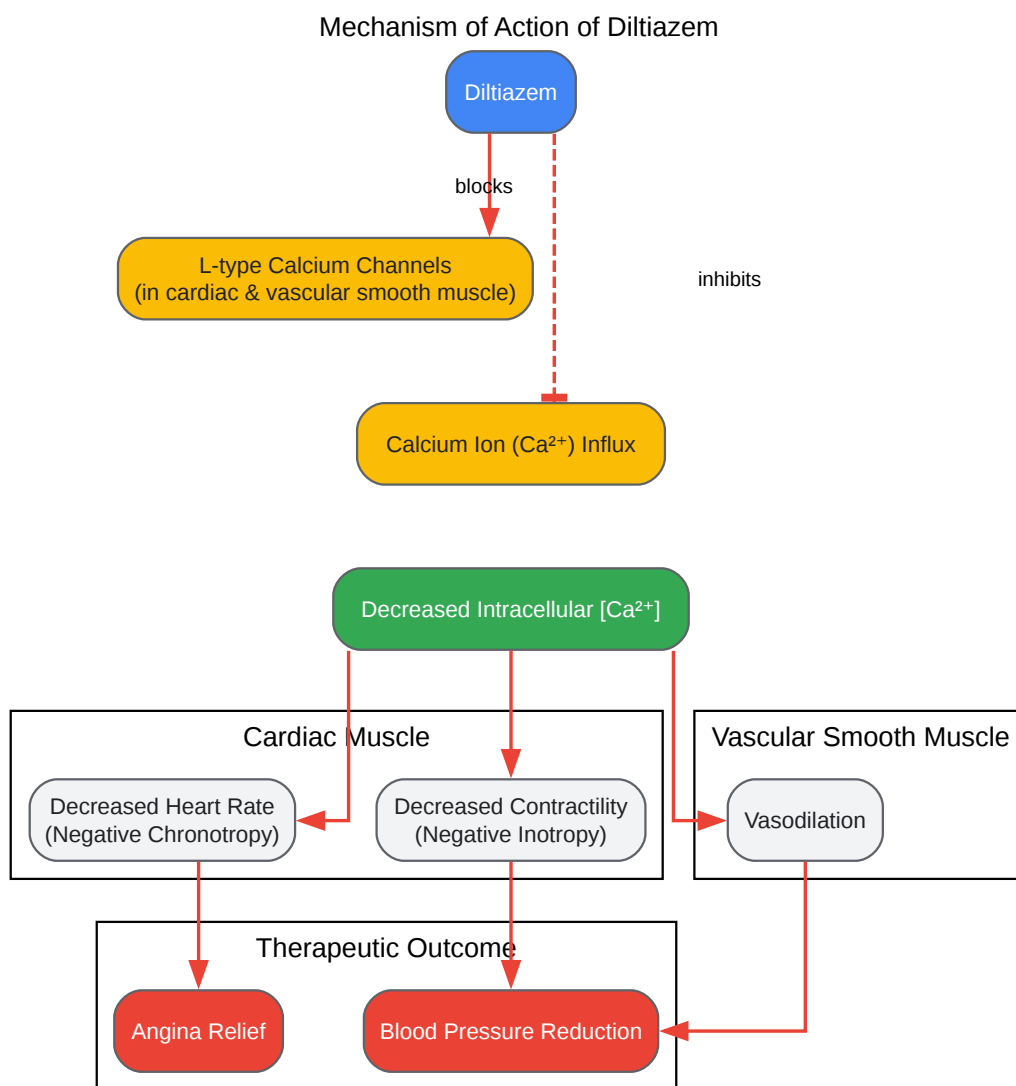 Mechanism of Action of Diltiazem
Diltiazem
blocks
L-type Calcium Channels
(in cardiac & vascular smooth muscle)
inhibits
Calcium Ion (Ca²⁺) Influx
Decreased Intracellular [Ca²⁺]
Cardiac Muscle
Vascular Smooth Muscle
Decreased Heart Rate
(Negative Chronotropy)
Decreased Contractility
(Negative Inotropy)
Vasodilation
Therapeutic Outcome
Angina Relief
Blood Pressure Reduction